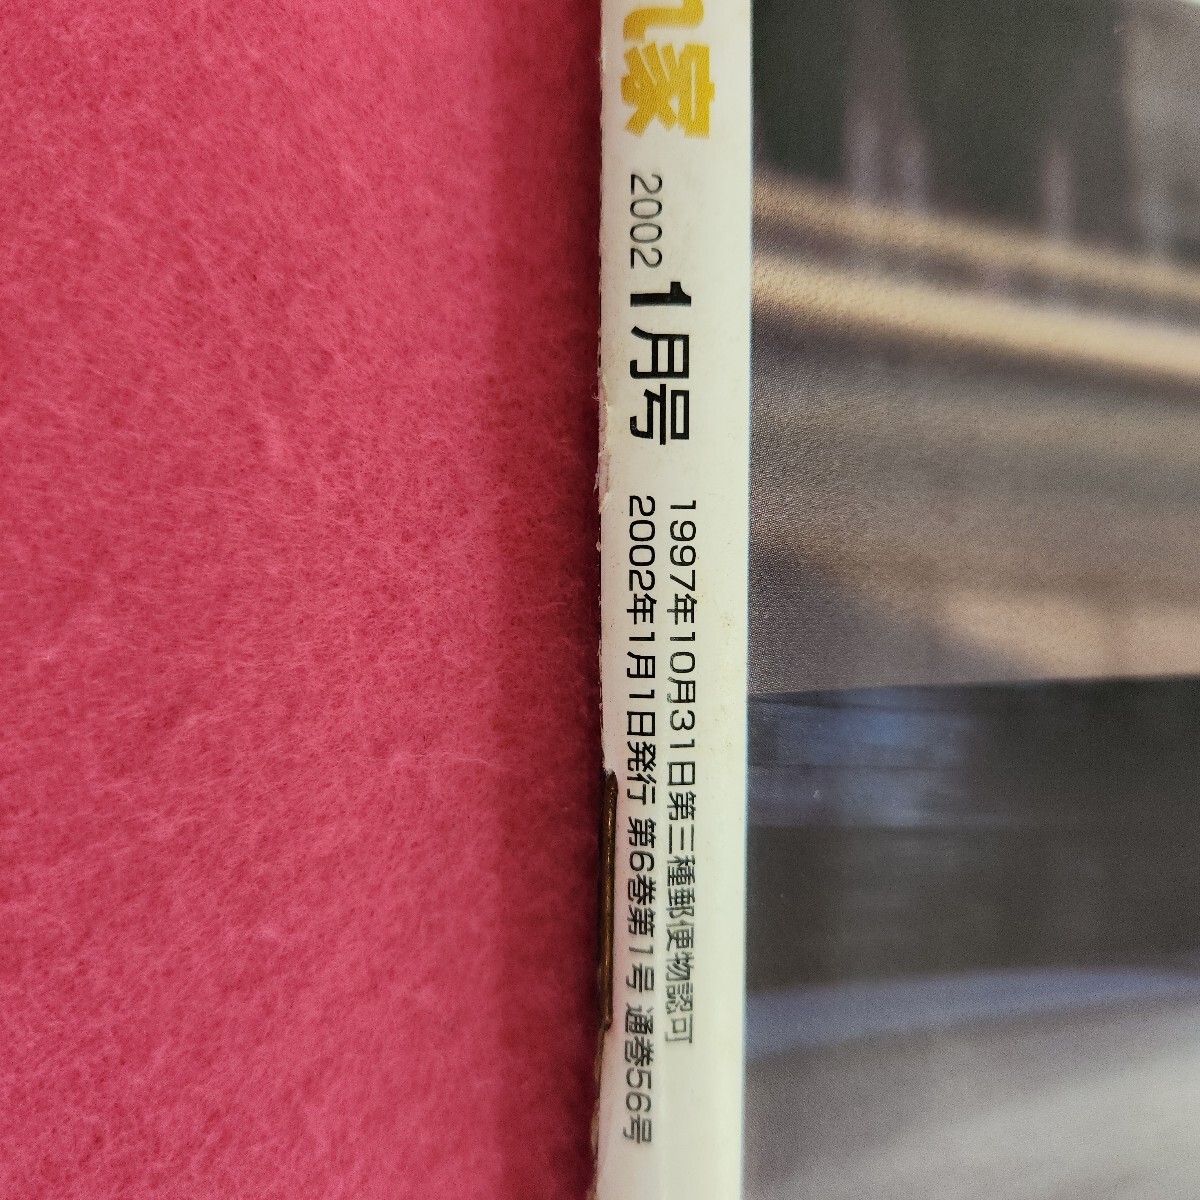 れ家
2002 1月号
1997年10月31日第三種郵便物認可
2002年1月1日発行 第6巻第1号 通巻56号